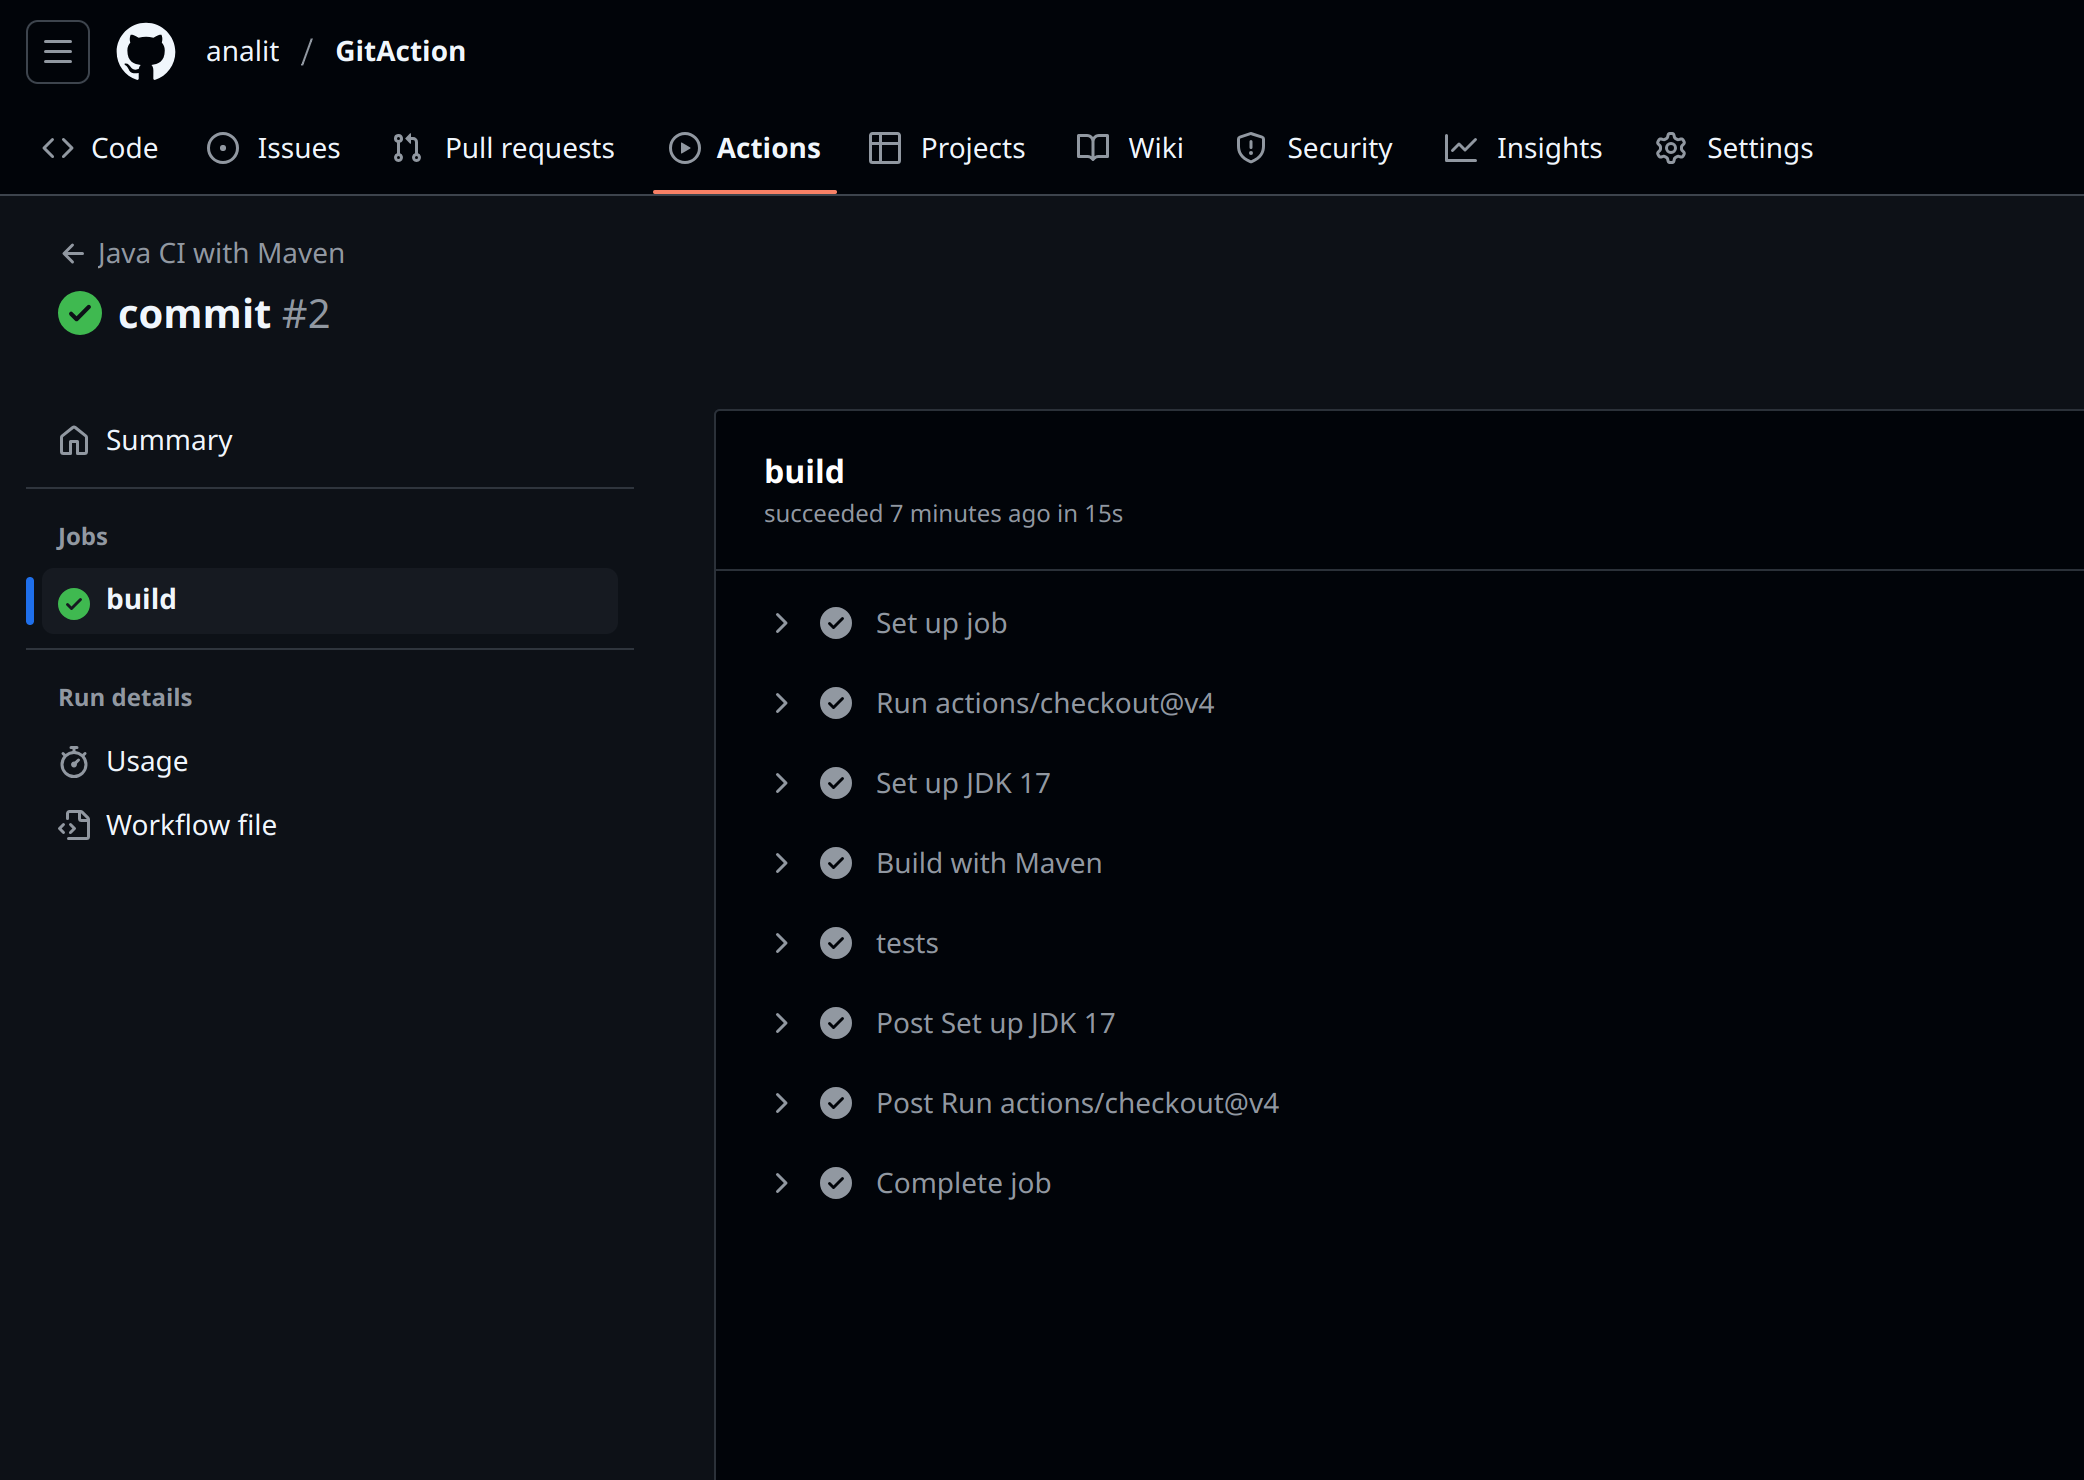 analit / GitAction
Code Issues Pull requests Actions Projects Wiki Security Insights Settings
Java CI with Maven
commit #2
Summary
Jobs
build
Run details
Usage
Workflow file
build
succeeded 7 minutes ago in 15s
Set up job
Run actions/checkout@v4
Set up JDK 17
Build with Maven
tests
Post Set up JDK 17
Post Run actions/checkout@v4
Complete job